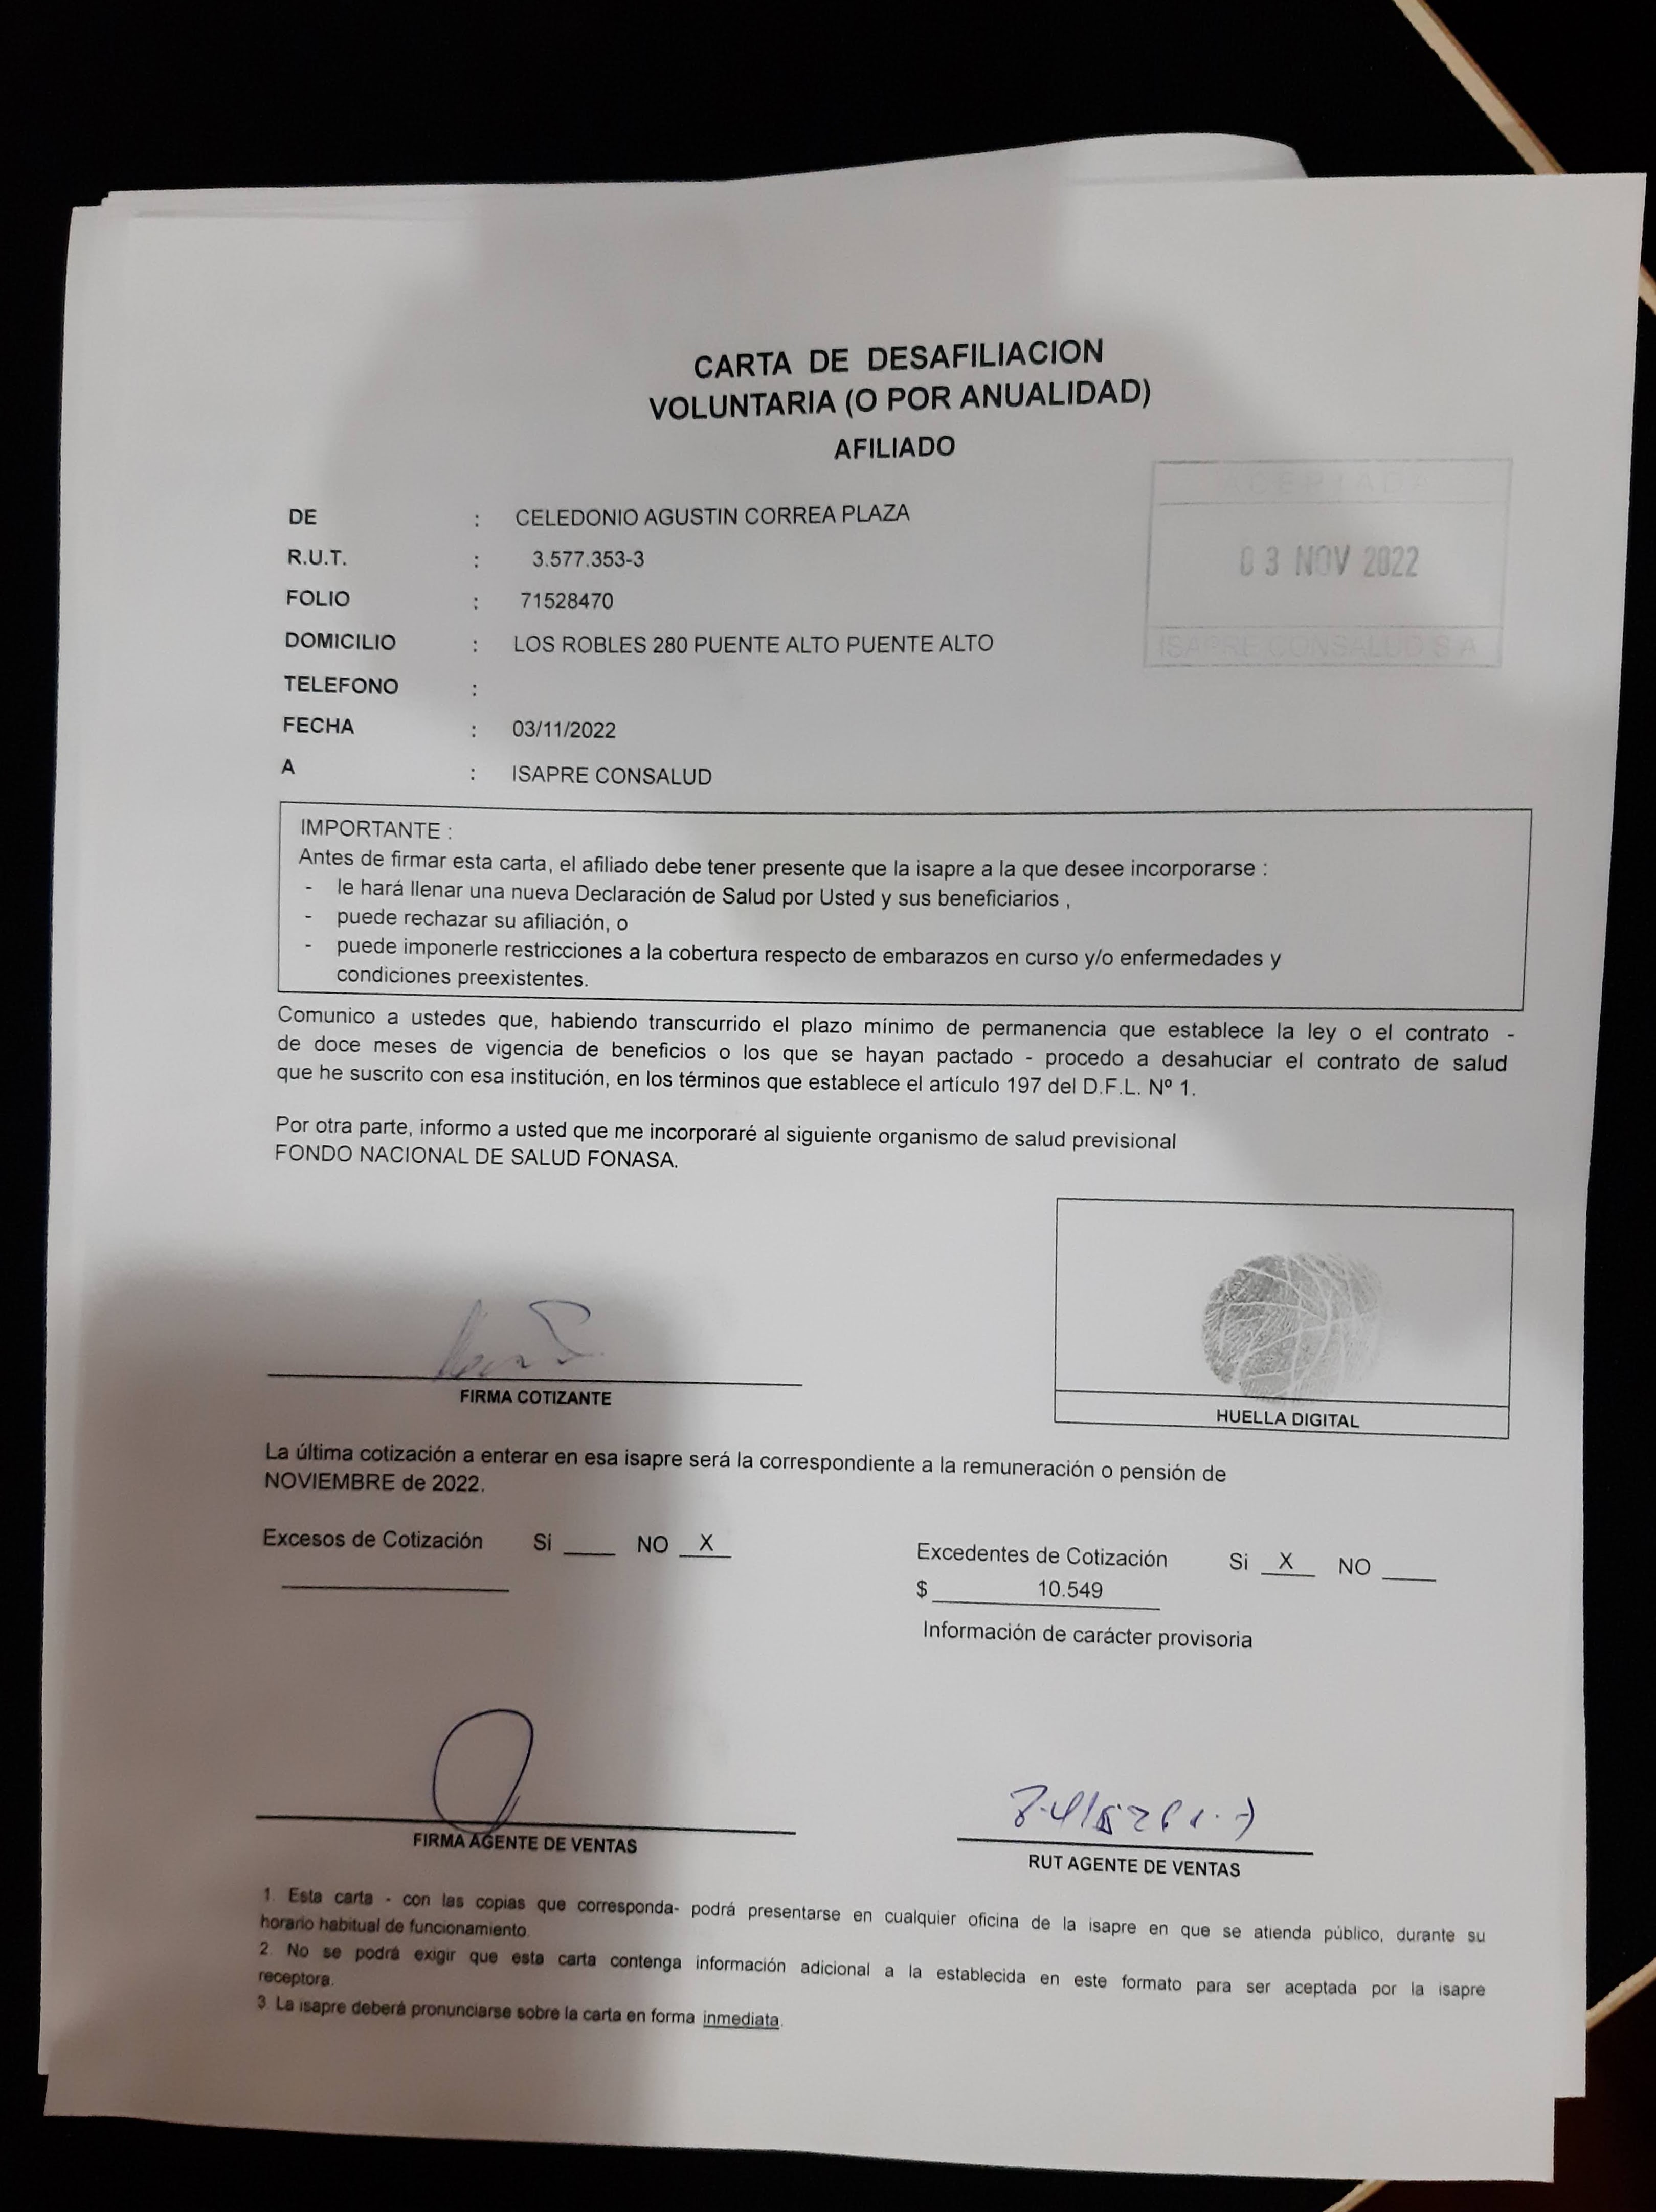 CARTA DE DESAFILIACION
VOLUNTARIA (O POR ANUALIDAD)
AFILIADO
ACEPTADA
03 NOV 2022
ISAPRE CONSALUD S A
DE : CELEDONIO AGUSTIN CORREA PLAZA
R.U.T. : 3.577.353-3
FOLIO : 71528470
DOMICILIO : LOS ROBLES 280 PUENTE ALTO PUENTE ALTO
TELEFONO :
FECHA : 03/11/2022
A : ISAPRE CONSALUD
IMPORTANTE :
Antes de firmar esta carta, el afiliado debe tener presente que la isapre a la que desee incorporarse :
- le hará llenar una nueva Declaración de Salud por Usted y sus beneficiarios ,
- puede rechazar su afiliación, o
- puede imponerle restricciones a la cobertura respecto de embarazos en curso y/o enfermedades y
condiciones preexistentes.
Comunico a ustedes que, habiendo transcurrido el plazo mínimo de permanencia que establece la ley o el contrato -
de doce meses de vigencia de beneficios o los que se hayan pactado - procedo a desahuciar el contrato de salud
que he suscrito con esa institución, en los términos que establece el artículo 197 del D.F.L. Nº 1.
Por otra parte, informo a usted que me incorporaré al siguiente organismo de salud previsional
FONDO NACIONAL DE SALUD FONASA.
FIRMA COTIZANTE
HUELLA DIGITAL
La última cotización a enterar en esa isapre será la correspondiente a la remuneración o pensión de
NOVIEMBRE de 2022.
Excesos de Cotización Si ____ NO X
Excedentes de Cotización Si X NO ____
$ 10.549
Información de carácter provisoria
FIRMA AGENTE DE VENTAS
RUT AGENTE DE VENTAS
1. Esta carta - con las copias que corresponda- podrá presentarse en cualquier oficina de la isapre en que se atienda público, durante su
horario habitual de funcionamiento.
2. No se podrá exigir que esta carta contenga información adicional a la establecida en este formato para ser aceptada por la isapre
receptora.
3. La isapre deberá pronunciarse sobre la carta en forma inmediata.